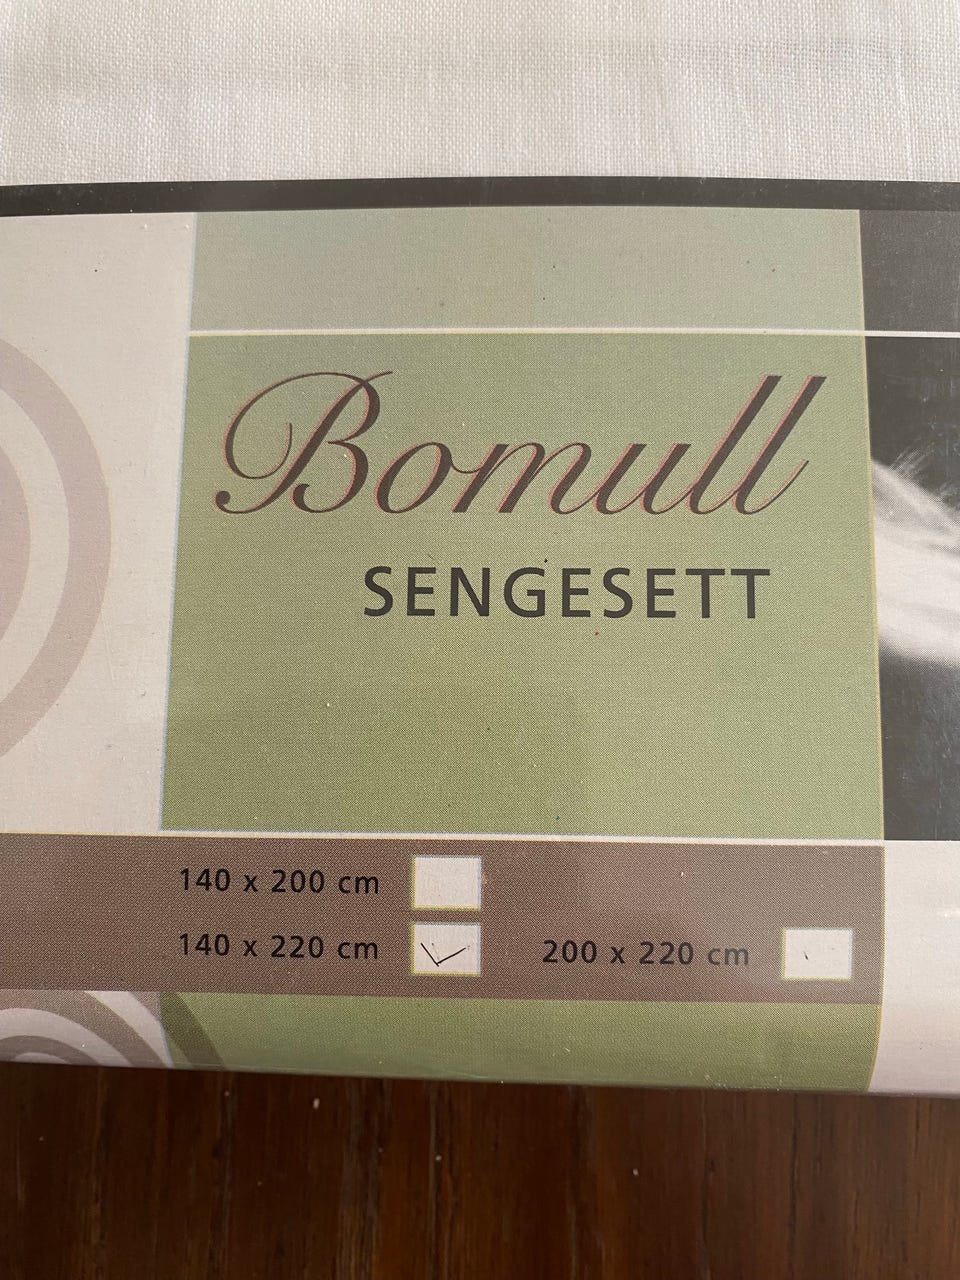 Bomull
SENGESETT
140 x 200 cm
140 x 220 cm 200 x 220 cm